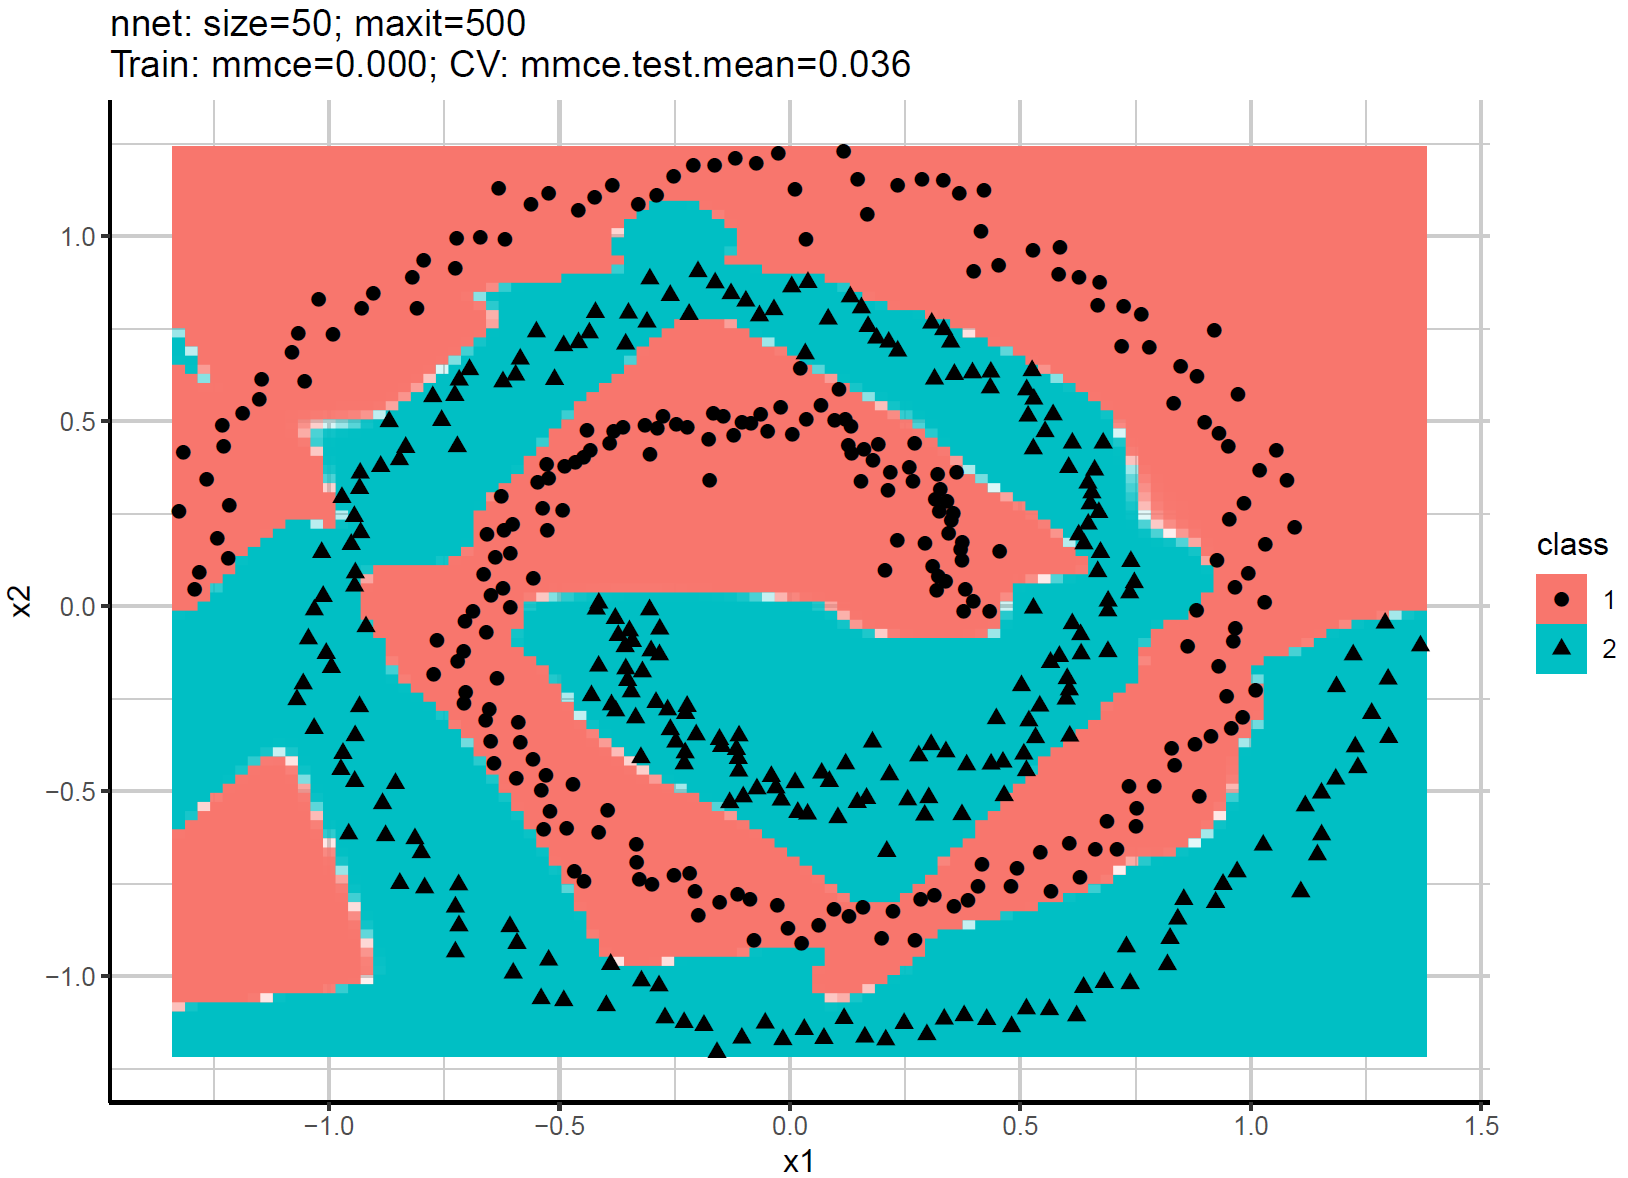 nnet: size=50; maxit=500
Train: mmce=0.000; CV: mmce.test.mean=0.036
x2
1.0
0.5
0.0
−0.5
−1.0
−1.0
−0.5
0.0
0.5
1.0
1.5
x1
class
1
2